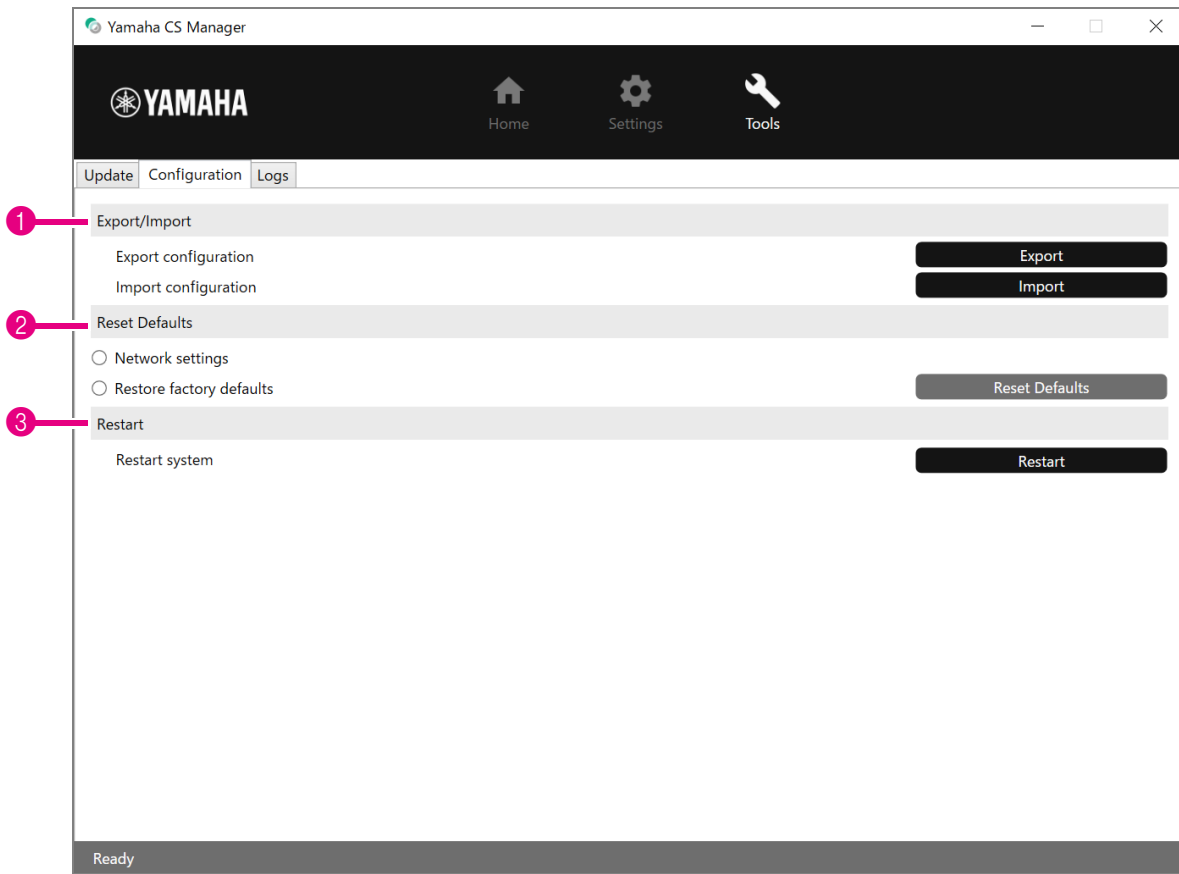 Yamaha CS Manager
YAMAHA
Home Settings Tools
Update Configuration Logs
1 Export/Import
Export configuration Export
Import configuration Import
2 Reset Defaults
Network settings
Restore factory defaults Reset Defaults
3 Restart
Restart system Restart
Ready